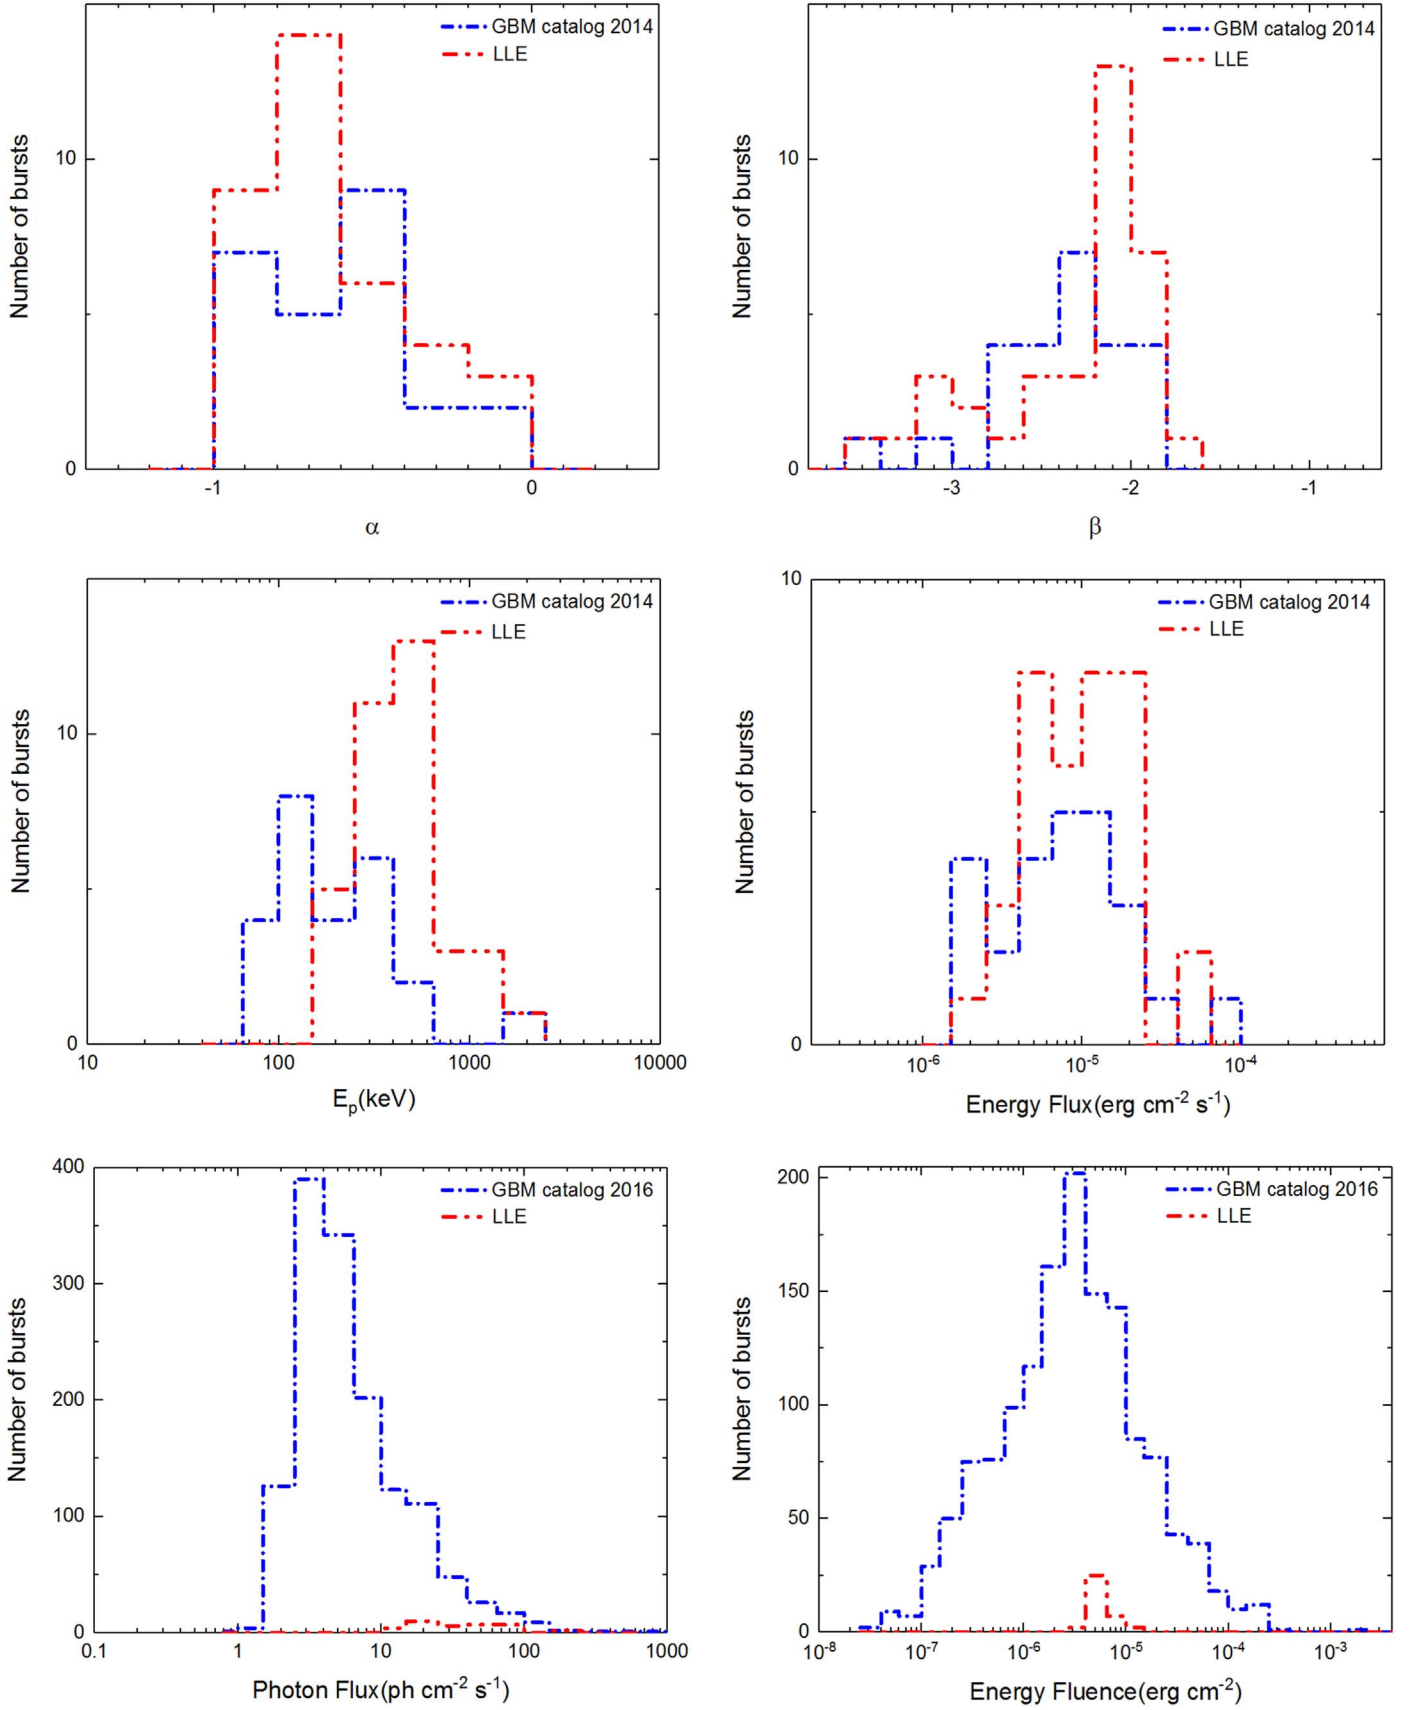 GBM catalog 2014
LLE
Number of bursts
10
0
-1
0
α
GBM catalog 2014
LLE
Number of bursts
10
0
-3
-2
-1
β
GBM catalog 2014
LLE
Number of bursts
10
0
10
100
1000
10000
Ep(keV)
10
GBM catalog 2014
LLE
Number of bursts
0
10-6
10-5
10-4
Energy Flux(erg cm-2 s-1)
400
GBM catalog 2016
LLE
300
Number of bursts
200
100
0
0.1
1
10
100
1000
Photon Flux(ph cm-2 s-1)
200
GBM catalog 2016
LLE
150
Number of bursts
100
50
0
10-8
10-7
10-6
10-5
10-4
10-3
Energy Fluence(erg cm-2)